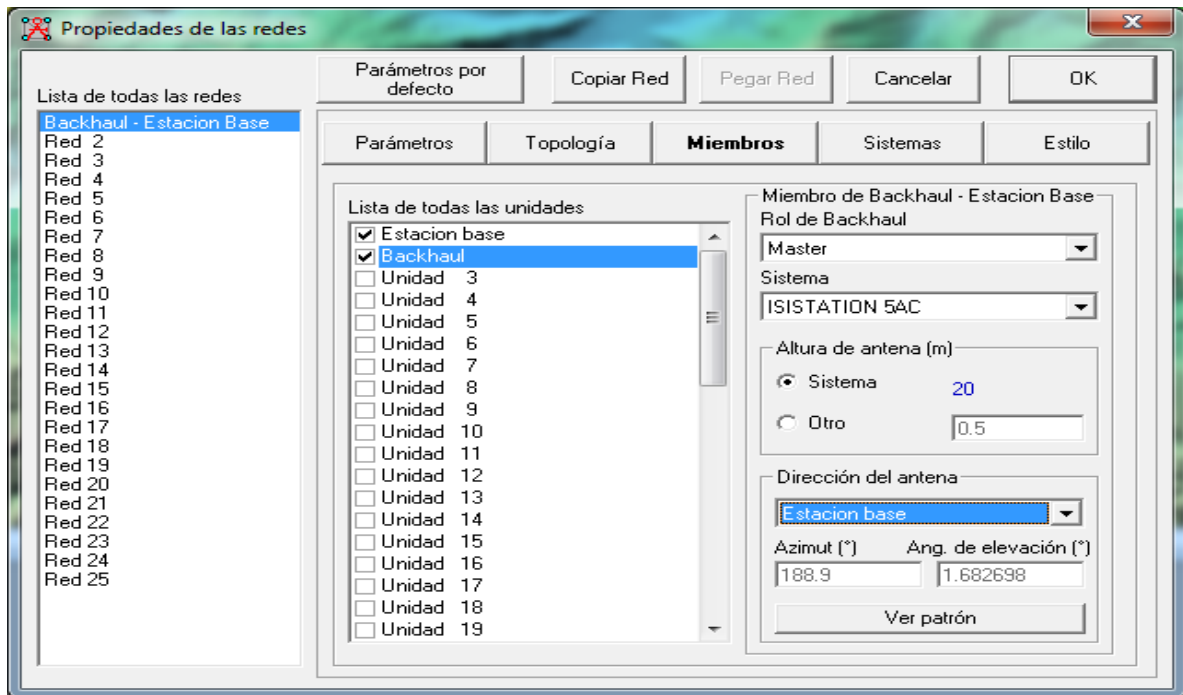 Propiedades de las redes
Lista de todas las redes
Backhaul - Estacion Base
Red 2
Red 3
Red 4
Red 5
Red 6
Red 7
Red 8
Red 9
Red 10
Red 11
Red 12
Red 13
Red 14
Red 15
Red 16
Red 17
Red 18
Red 19
Red 20
Red 21
Red 22
Red 23
Red 24
Red 25
Parámetros por
defecto
Copiar Red
Pegar Red
Cancelar
OK
Parámetros
Topología
Miembros
Sistemas
Estilo
Lista de todas las unidades
Estacion base
Backhaul
Unidad 3
Unidad 4
Unidad 5
Unidad 6
Unidad 7
Unidad 8
Unidad 9
Unidad 10
Unidad 11
Unidad 12
Unidad 13
Unidad 14
Unidad 15
Unidad 16
Unidad 17
Unidad 18
Unidad 19
Miembro de Backhaul - Estacion Base
Rol de Backhaul
Master
Sistema
ISISTATION 5AC
Altura de antena (m)
Sistema 20
Otro 0.5
Dirección del antena
Estacion base
Azimut (°) Ang. de elevación (°)
188.9 1.682698
Ver patrón